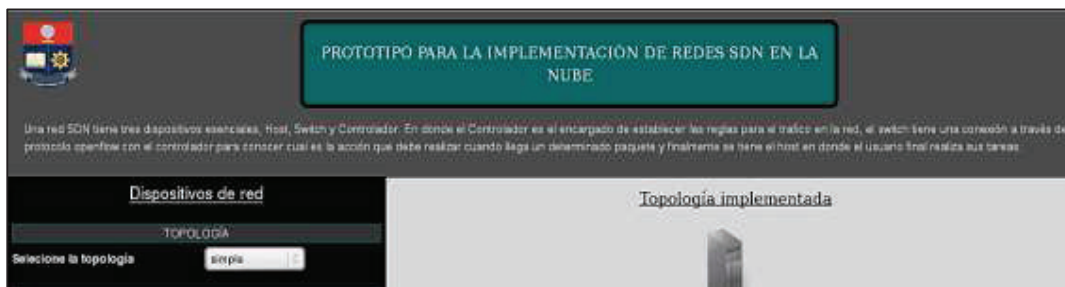 PROTOTIPO PARA LA IMPLEMENTACIÓN DE REDES SDN EN LA
NUBE
Una red SDN tiene tres dispositivos esenciales, Host, Switch y Controlador. En donde el Controlador es el encargado de establecer las reglas para el trafico en la red, el switch tiene una conexión a través de
protocolo openflow con el controlador para conocer cual es la acción que debe realizar cuando llega un determinado paquete y finalmente se tiene el host en donde el usuario final realiza sus tareas
Dispositivos de red
Topología implementada
TOPOLOGÍA
Selecione la topología
simple